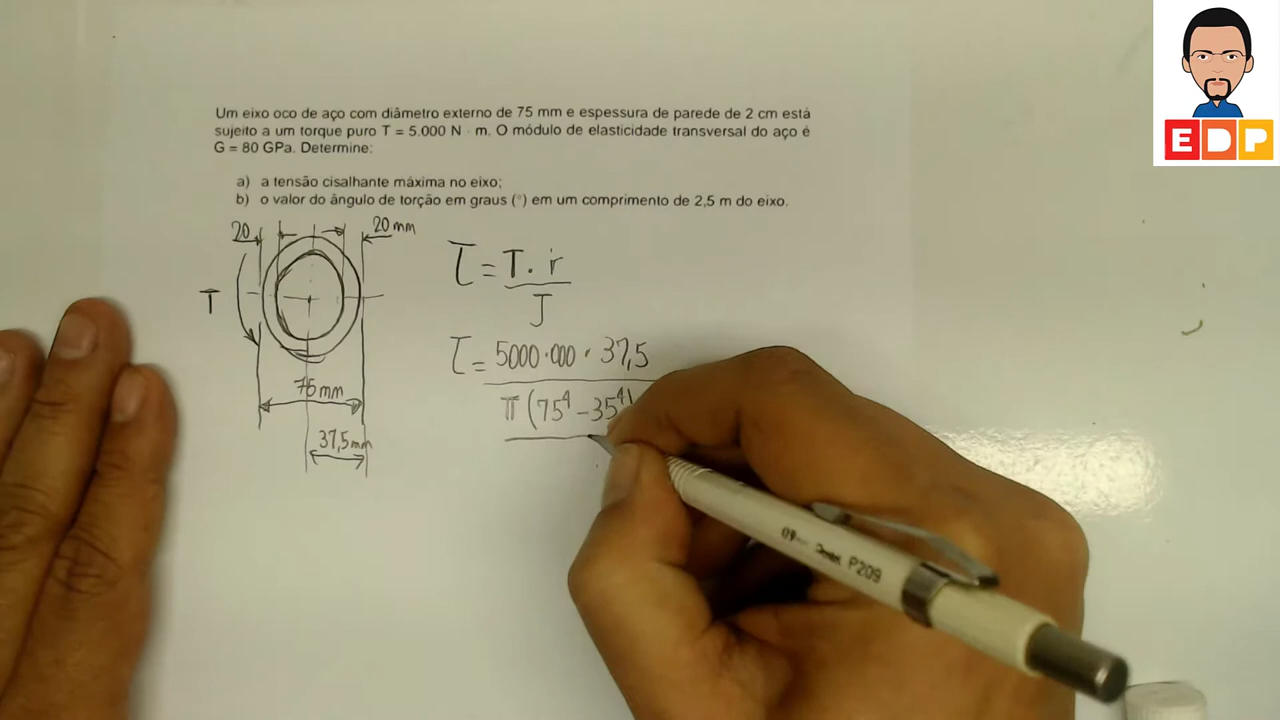 EDP
Um eixo oco de aço com diâmetro externo de 75 mm e espessura de parede de 2 cm está
sujeito a um torque puro T = 5.000 N · m. O módulo de elasticidade transversal do aço é
G = 80 GPa. Determine:
a) a tensão cisalhante máxima no eixo;
b) o valor do ângulo de torção em graus (°) em um comprimento de 2,5 m do eixo.
20
20 mm
T
75 mm
37,5 mm
τ = T · r
J
τ = 5000·000 · 37,5
π (75⁴ - 35⁴)
09 Pentel P209